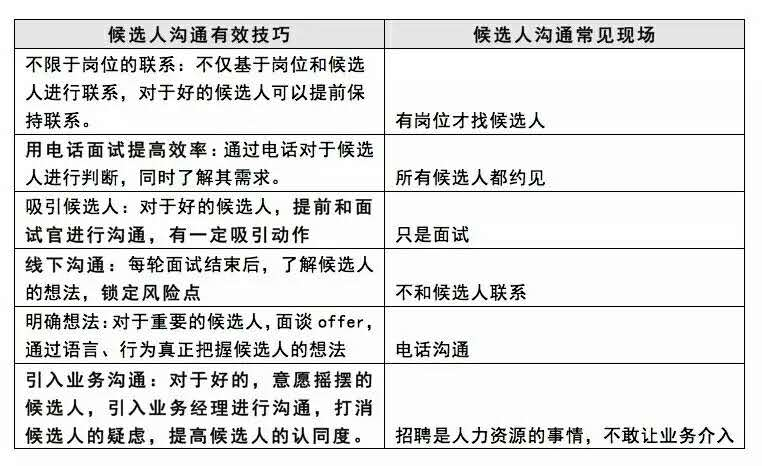 候选人沟通有效技巧
候选人沟通常见现场
不限于岗位的联系：不仅基于岗位和候选
人进行联系，对于好的候选人可以提前保
持联系。
有岗位才找候选人
用电话面试提高效率：通过电话对于候选
人进行判断，同时了解其需求。
所有候选人都约见
吸引候选人：对于好的候选人，提前和面
试官进行沟通，有一定吸引动作
只是面试
线下沟通：每轮面试结束后，了解候选人
的想法，锁定风险点
不和候选人联系
明确想法：对于重要的候选人，面谈 offer，
通过语言、行为真正把握候选人的想法
电话沟通
引入业务沟通：对于好的，意愿摇摆的
候选人，引入业务经理进行沟通，打消
候选人的疑虑，提高候选人的认同度。
招聘是人力资源的事情，不敢让业务介入